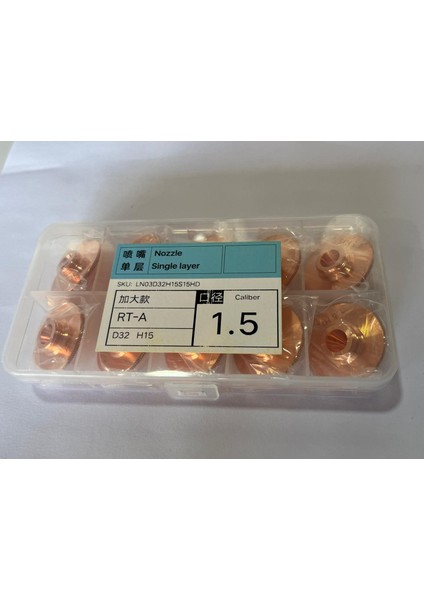 喷嘴 Nozzle
单层 Single layer
SKU: LN03D32H15S15HD
加大款
RT-A
D32 H15
口径 Caliber
1.5